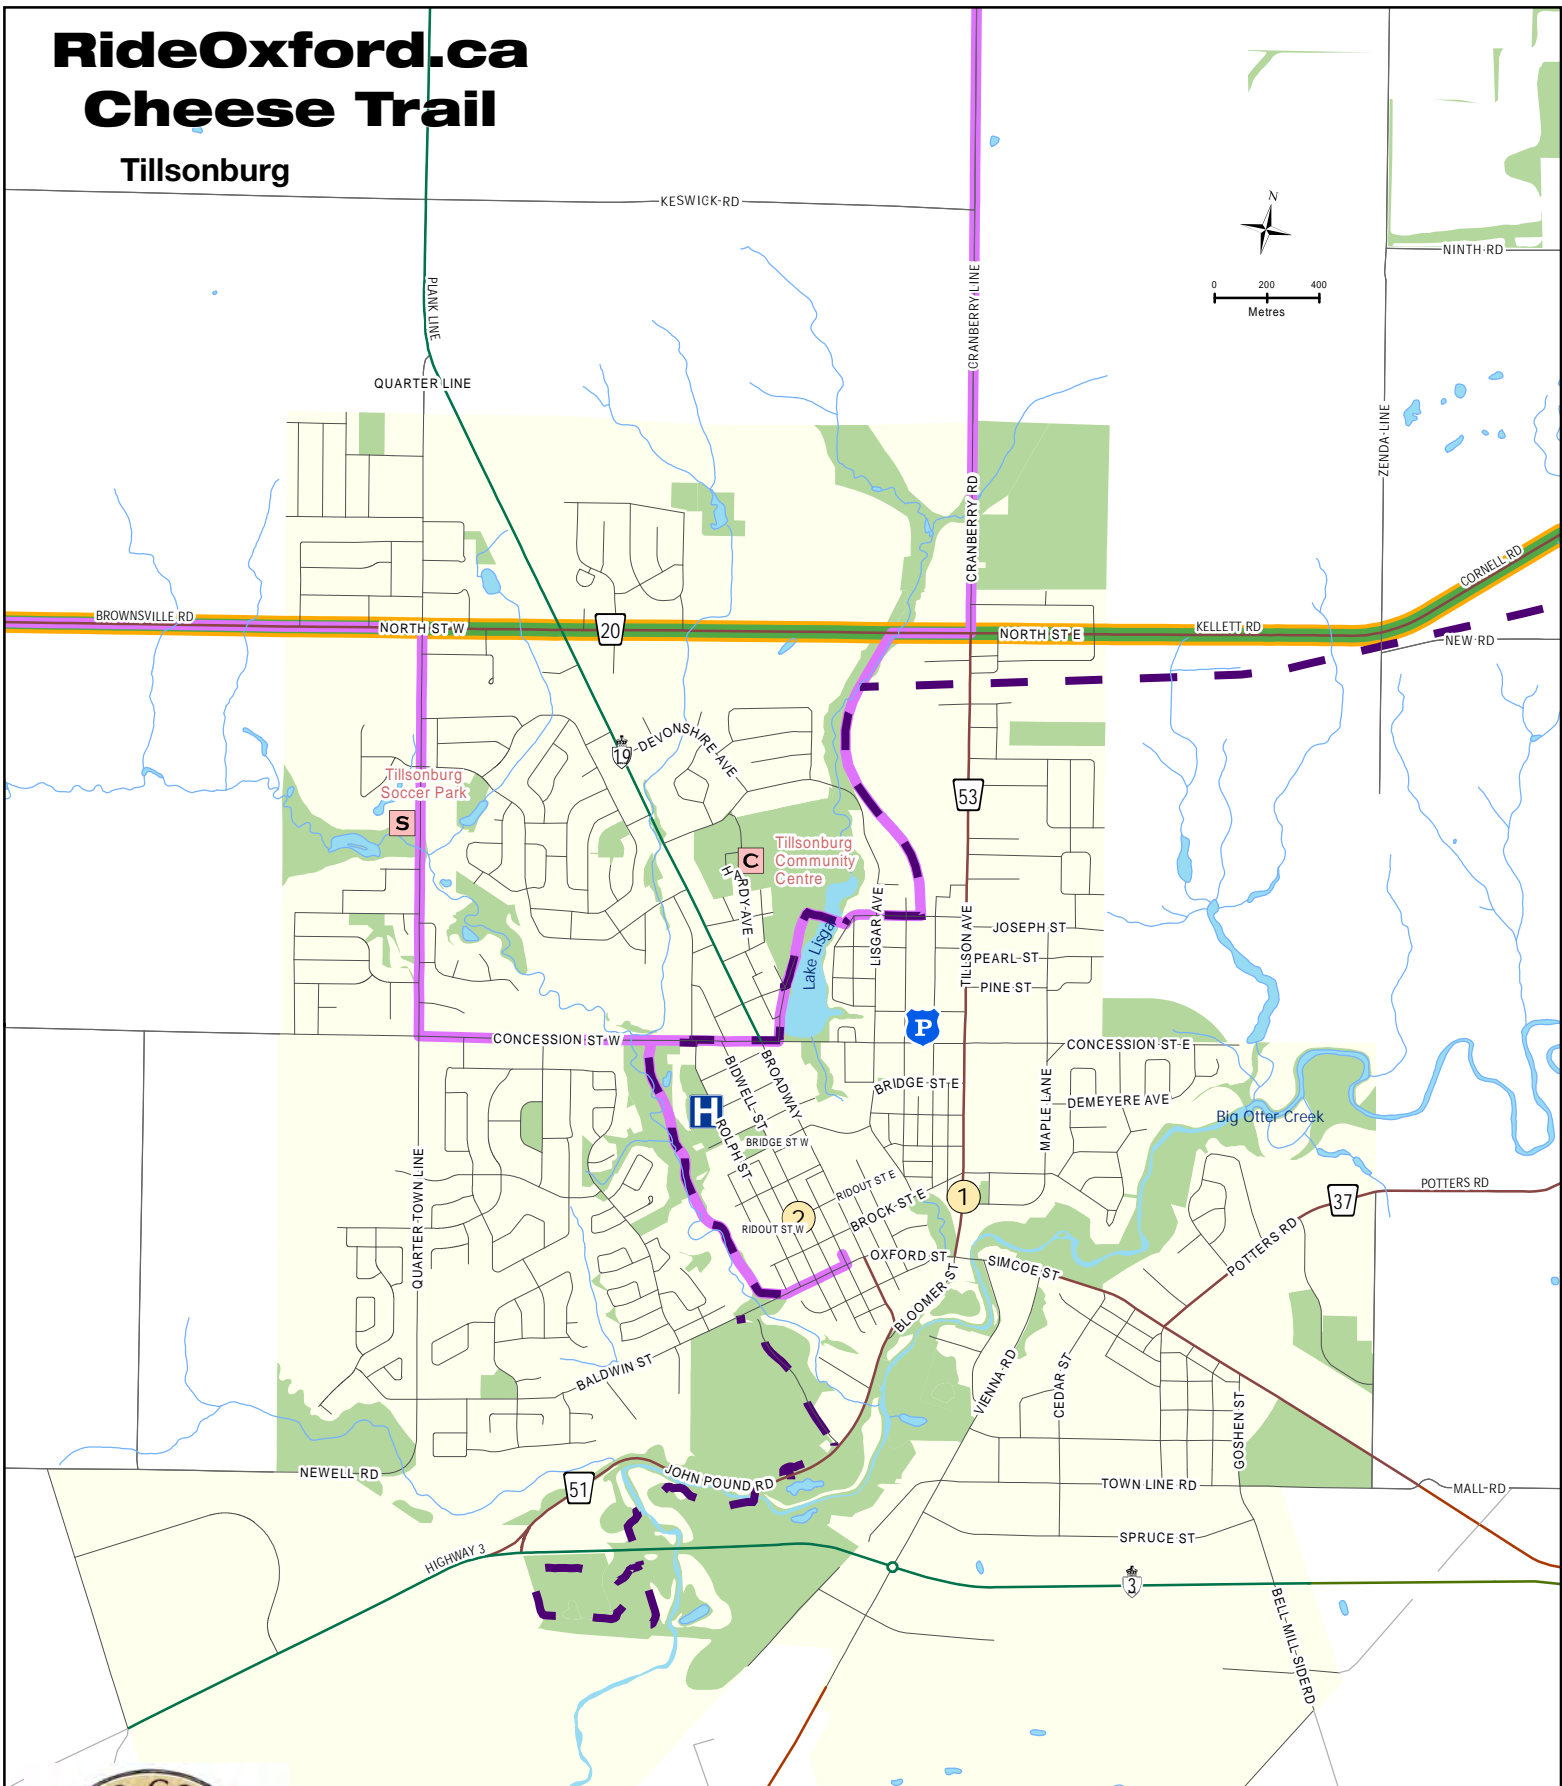 RideOxford.ca
Cheese Trail
Tillsonburg
KESWICK RD
N
NINTH RD
0 200 400
Metres
PLANK LINE
CRANBERRY LINE
QUARTER LINE
ZENDA LINE
CRANBERRY RD
CORNELL RD
BROWNSVILLE RD
NORTH ST W
20
NORTH ST E
KELLETT RD
NEW RD
19
DEVONSHIRE AVE
Tillsonburg
Soccer Park
S
53
C
Tillsonburg
Community
Centre
HARDY AVE
LISGAR AVE
TILLSON AVE
JOSEPH ST
Lake Lisga
PEARL ST
PINE ST
P
CONCESSION ST W
CONCESSION ST E
BIDWELL ST
BROADWAY
BRIDGE ST E
MAPLE LANE
DEMEYERE AVE
H
Big Otter Creek
ROLPH ST
BRIDGE ST W
QUARTER TOWN LINE
RIDOUT ST E
1
37
POTTERS RD
2
RIDOUT ST W
BROCK ST E
POTTERS RD
OXFORD ST
SIMCOE ST
BLOOMER ST
BALDWIN ST
VIENNA RD
CEDAR ST
GOSHEN ST
NEWELL RD
51
JOHN POUND RD
TOWN LINE RD
MALL RD
SPRUCE ST
HIGHWAY 3
3
BELL MILL SIDERD